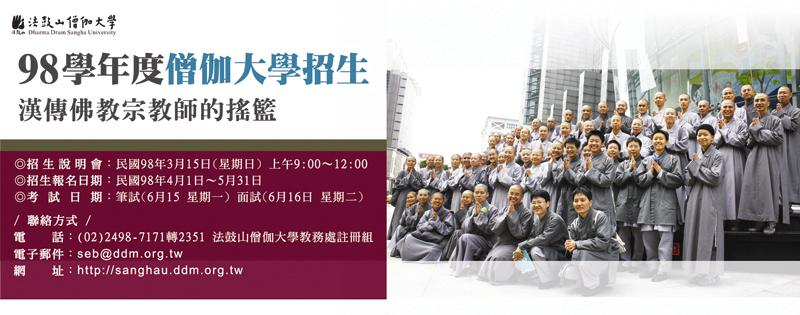 法鼓山僧伽大學
法鼓山 Dharma Drum Sangha University
98學年度僧伽大學招生
漢傳佛教宗教師的搖籃
◎招生說明會：民國98年3月15日(星期日) 上午9:00～12:00
◎招生報名日期：民國98年4月1日～5月31日
◎考試日期：筆試(6月15 星期一) 面試(6月16日 星期二)
/ 聯絡方式 /
電話：(02)2498-7171轉2351 法鼓山僧伽大學教務處註冊組
電子郵件：seb@ddm.org.tw
網址：http://sanghau.ddm.org.tw